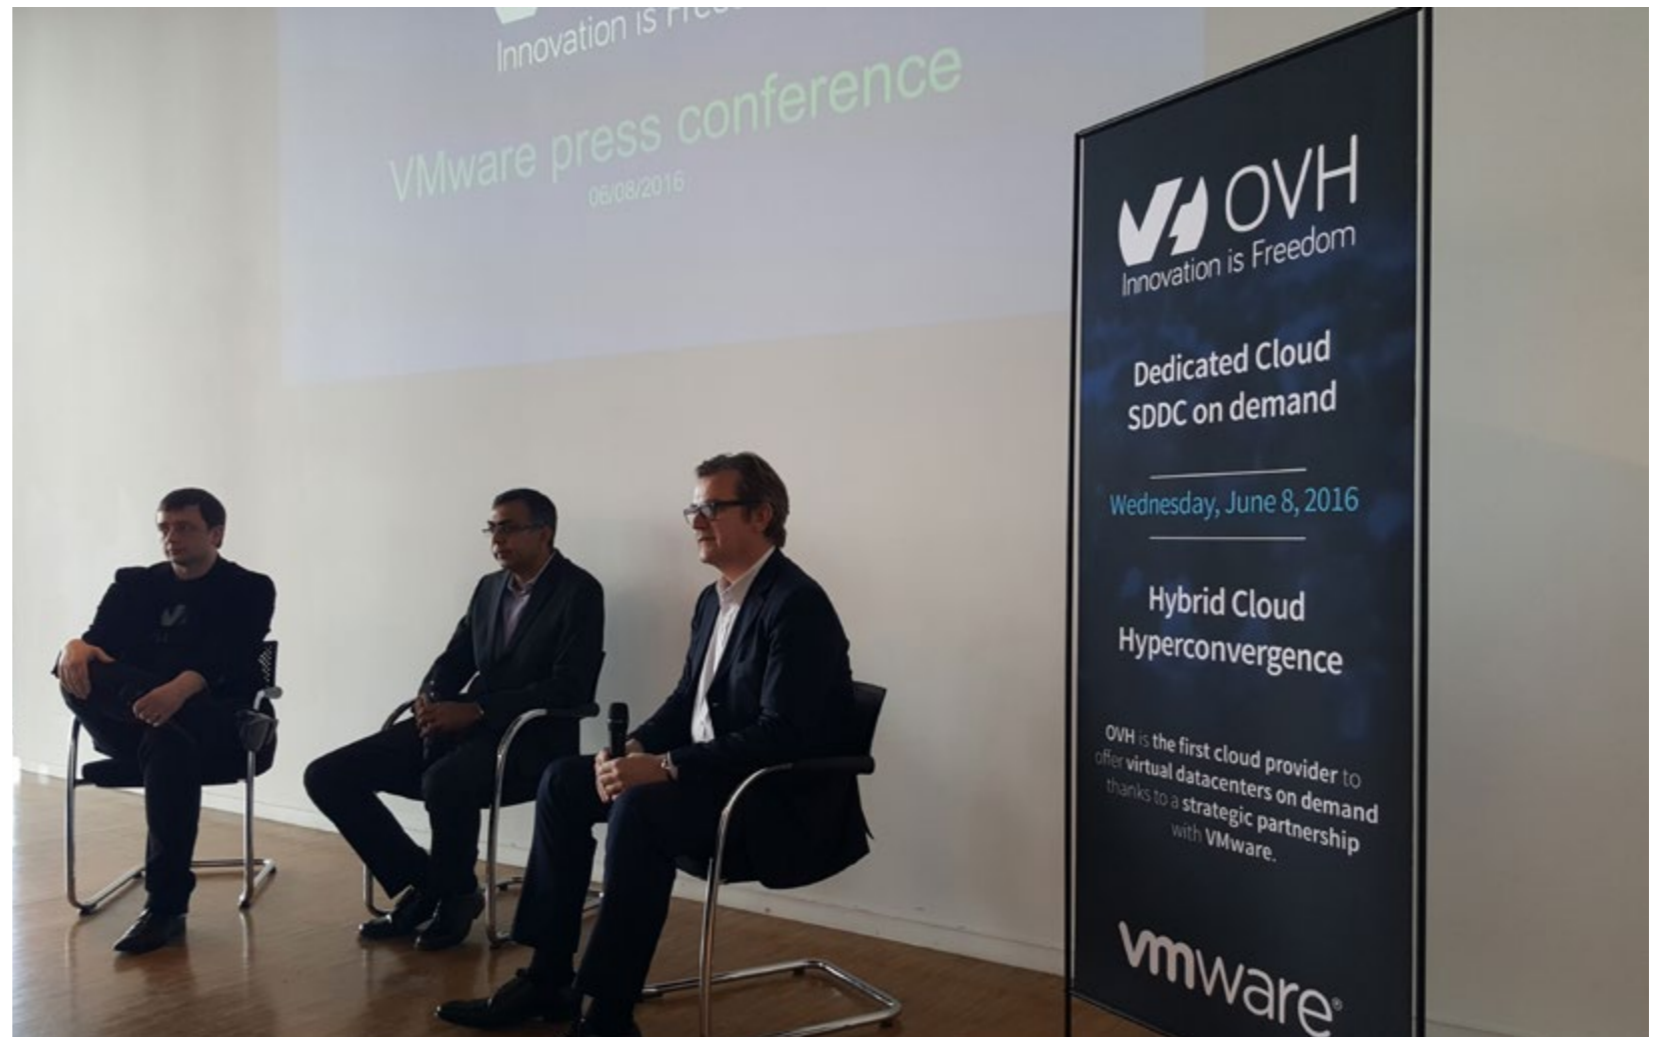 Innovation is
VMware press conference
06/08/2016
OVH
Innovation is Freedom
Dedicated Cloud
SDDC on demand
Wednesday, June 8, 2016
Hybrid Cloud
Hyperconvergence
OVH is the first cloud provider to
offer virtual datacenters on demand
thanks to a strategic partnership
with VMware.
vmware®